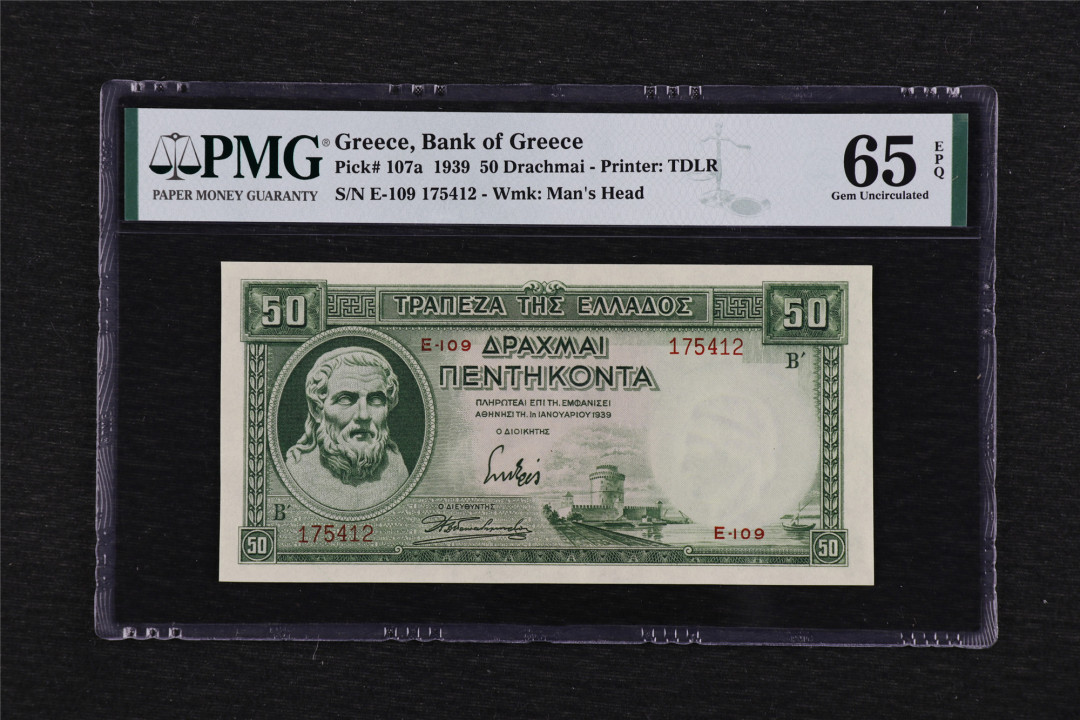 PMG®
PAPER MONEY GUARANTY
Greece, Bank of Greece
Pick# 107a 1939 50 Drachmai - Printer: TDLR
S/N E-109 175412 - Wmk: Man's Head
65
EPQ
Gem Uncirculated
50
ΤΡΑΠΕΖΑ ΤΗΣ ΕΛΛΑΔΟΣ
50
E·109 ΔΡΑΧΜΑΙ 175412
ΠΕΝΤΗΚΟΝΤΑ
Β′
ΠΛΗΡΩΤΕΑΙ ΕΠΙ ΤΗ. ΕΜΦΑΝΙΣΕΙ
ΑΘΗΝΗΣΙ ΤΗ. 1η ΙΑΝΟΥΑΡΙΟΥ 1939
Ο ΔΙΟΙΚΗΤΗΣ
Ο ΔΙΕΥΘΥΝΤΗΣ
Β′
175412
E·109
50
50